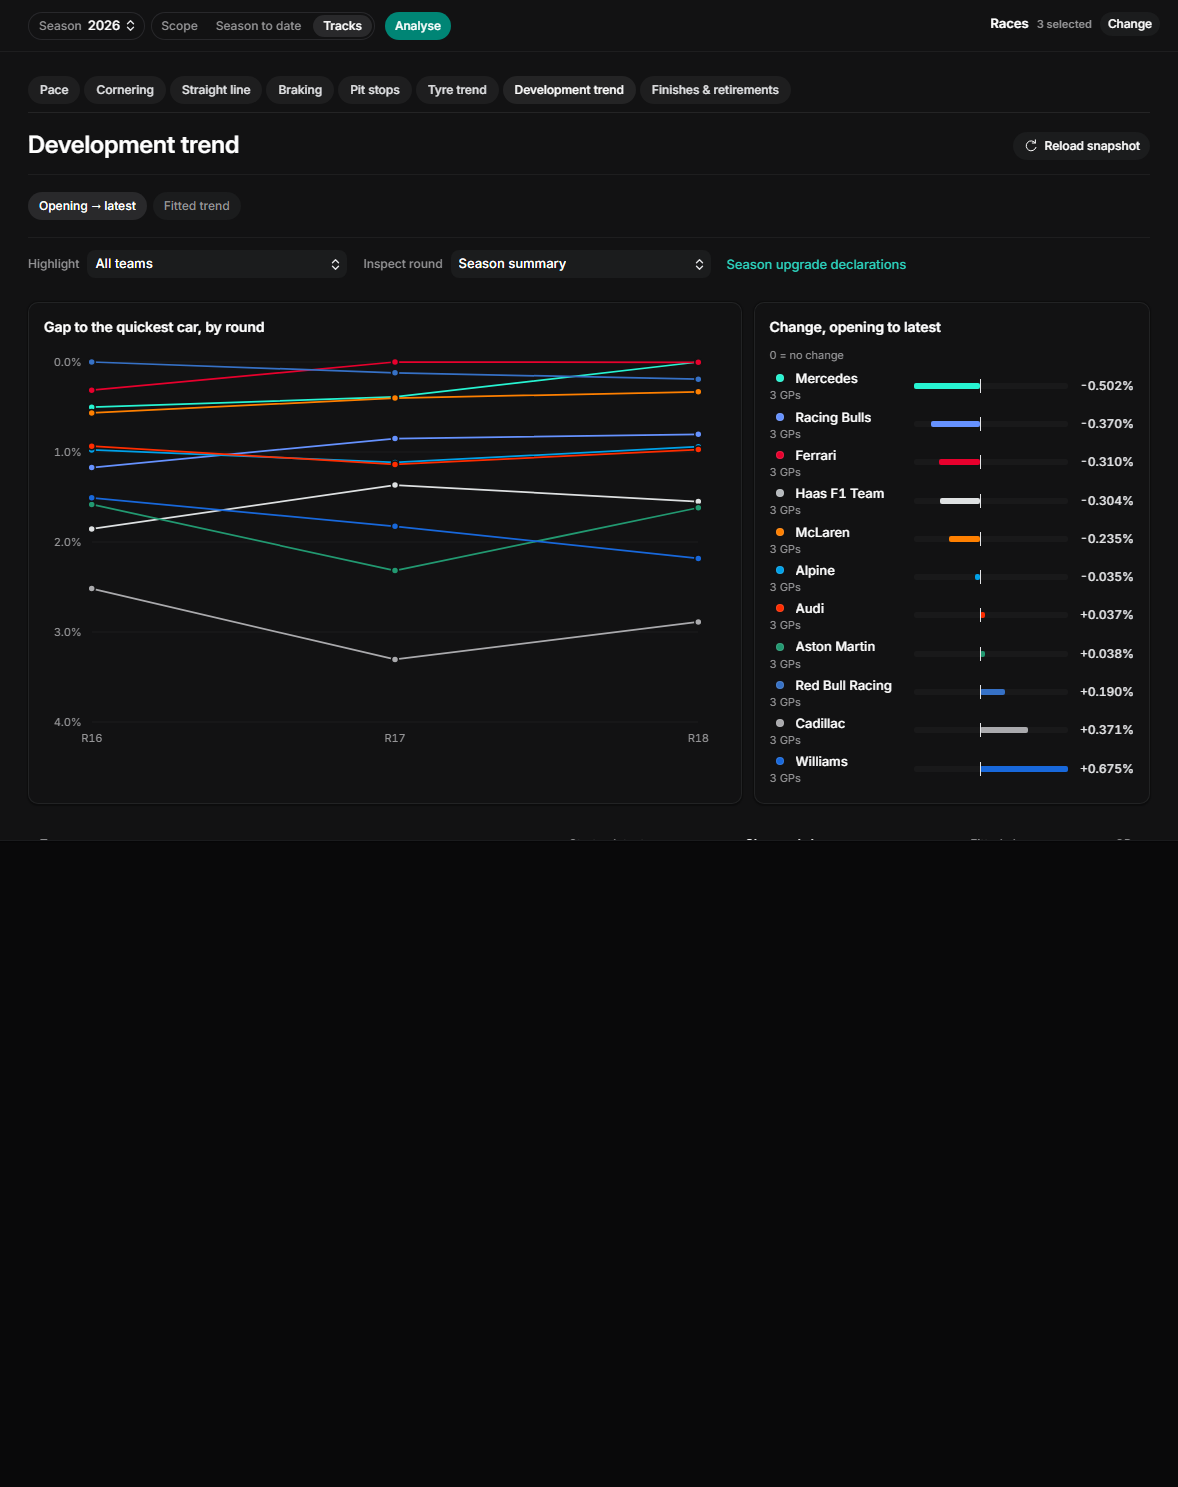 Season 2026
Scope Season to date Tracks
Analyse
Races 3 selected Change
Pace Cornering Straight line Braking Pit stops Tyre trend Development trend Finishes & retirements
Development trend
Reload snapshot
Opening → latest Fitted trend
Highlight All teams Inspect round Season summary Season upgrade declarations
Gap to the quickest car, by round
0.0%
1.0%
2.0%
3.0%
4.0%
R16 R17 R18
Change, opening to latest
0 = no change
Mercedes
3 GPs
-0.502%
Racing Bulls
3 GPs
-0.370%
Ferrari
3 GPs
-0.310%
Haas F1 Team
3 GPs
-0.304%
McLaren
3 GPs
-0.235%
Alpine
3 GPs
-0.035%
Audi
3 GPs
+0.037%
Aston Martin
3 GPs
+0.038%
Red Bull Racing
3 GPs
+0.190%
Cadillac
3 GPs
+0.371%
Williams
3 GPs
+0.675%